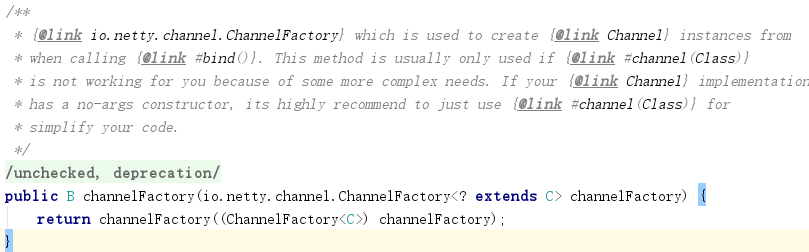 /**
* {@link io.netty.channel.ChannelFactory} which is used to create {@link Channel} instances from
* when calling {@link #bind()}. This method is usually only used if {@link #channel(Class)}
* is not working for you because of some more complex needs. If your {@link Channel} implementation
* has a no-args constructor, its highly recommend to just use {@link #channel(Class)} for
* simplify your code.
*/
/unchecked, deprecation/
public B channelFactory(io.netty.channel.ChannelFactory<? extends C> channelFactory) {
return channelFactory((ChannelFactory<C>) channelFactory);
}